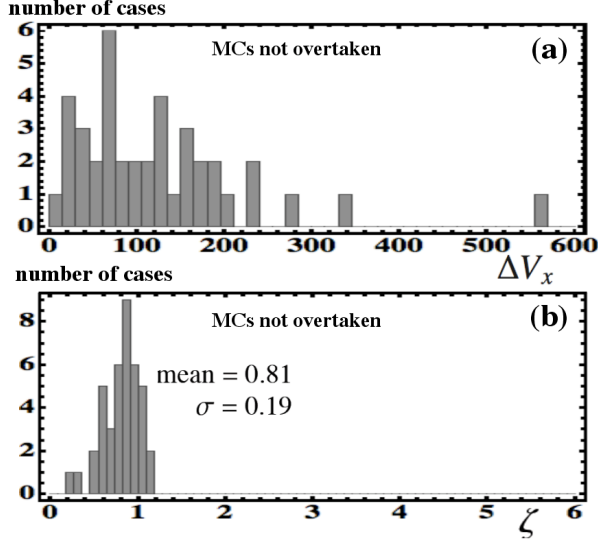 number of cases
MCs not overtaken
(a)
6
5
4
3
2
1
0
0 100 200 300 400 500 600
ΔVₓ
number of cases
MCs not overtaken
(b)
mean = 0.81
σ = 0.19
8
6
4
2
0
0 1 2 3 4 5 6
ζ